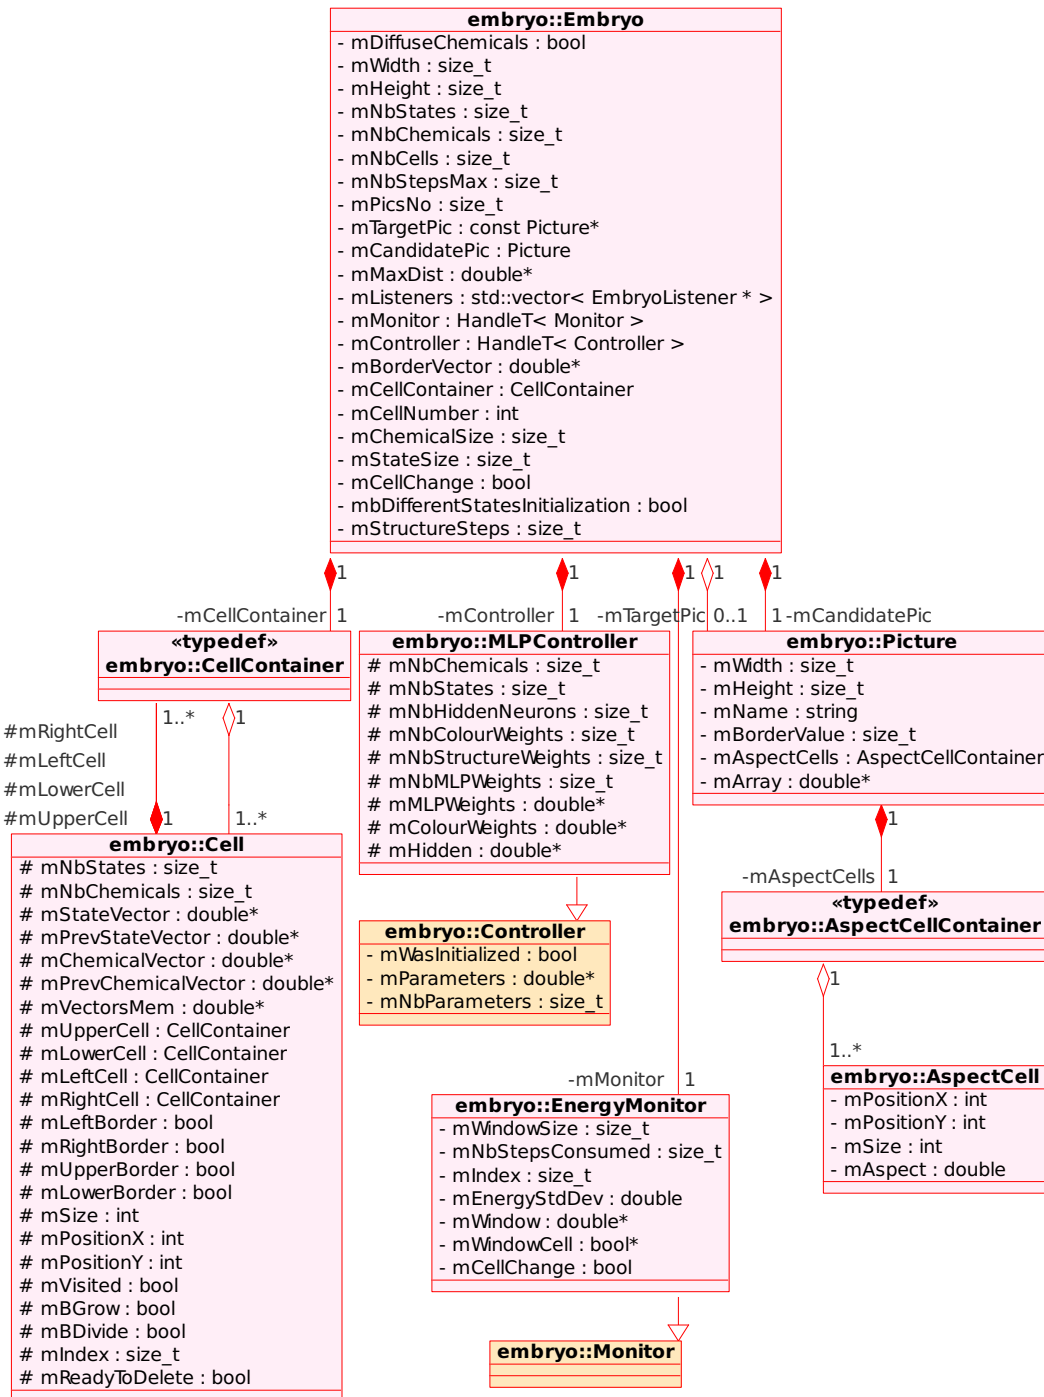 embryo::Embryo
- mDiffuseChemicals : bool
- mWidth : size_t
- mHeight : size_t
- mNbStates : size_t
- mNbChemicals : size_t
- mNbCells : size_t
- mNbStepsMax : size_t
- mPicsNo : size_t
- mTargetPic : const Picture*
- mCandidatePic : Picture
- mMaxDist : double*
- mListeners : std::vector< EmbryoListener * >
- mMonitor : HandleT< Monitor >
- mController : HandleT< Controller >
- mBorderVector : double*
- mCellContainer : CellContainer
- mCellNumber : int
- mChemicalSize : size_t
- mStateSize : size_t
- mCellChange : bool
- mbDifferentStatesInitialization : bool
- mStructureSteps : size_t
1 1 1 1 1
-mCellContainer 1 -mController 1 -mTargetPic 0..1 1 -mCandidatePic
«typedef»
embryo::CellContainer
1..* 1
#mRightCell
#mLeftCell
#mLowerCell
#mUpperCell 1 1..*
embryo::Cell
# mNbStates : size_t
# mNbChemicals : size_t
# mStateVector : double*
# mPrevStateVector : double*
# mChemicalVector : double*
# mPrevChemicalVector : double*
# mVectorsMem : double*
# mUpperCell : CellContainer
# mLowerCell : CellContainer
# mLeftCell : CellContainer
# mRightCell : CellContainer
# mLeftBorder : bool
# mRightBorder : bool
# mUpperBorder : bool
# mLowerBorder : bool
# mSize : int
# mPositionX : int
# mPositionY : int
# mVisited : bool
# mBGrow : bool
# mBDivide : bool
# mIndex : size_t
# mReadyToDelete : bool
embryo::MLPController
# mNbChemicals : size_t
# mNbStates : size_t
# mNbHiddenNeurons : size_t
# mNbColourWeights : size_t
# mNbStructureWeights : size_t
# mNbMLPWeights : size_t
# mMLPWeights : double*
# mColourWeights : double*
# mHidden : double*
embryo::Controller
- mWasInitialized : bool
- mParameters : double*
- mNbParameters : size_t
-mMonitor 1
embryo::EnergyMonitor
- mWindowSize : size_t
- mNbStepsConsumed : size_t
- mIndex : size_t
- mEnergyStdDev : double
- mWindow : double*
- mWindowCell : bool*
- mCellChange : bool
embryo::Monitor
embryo::Picture
- mWidth : size_t
- mHeight : size_t
- mName : string
- mBorderValue : size_t
- mAspectCells : AspectCellContainer
- mArray : double*
1
-mAspectCells 1
«typedef»
embryo::AspectCellContainer
1
1..*
embryo::AspectCell
- mPositionX : int
- mPositionY : int
- mSize : int
- mAspect : double